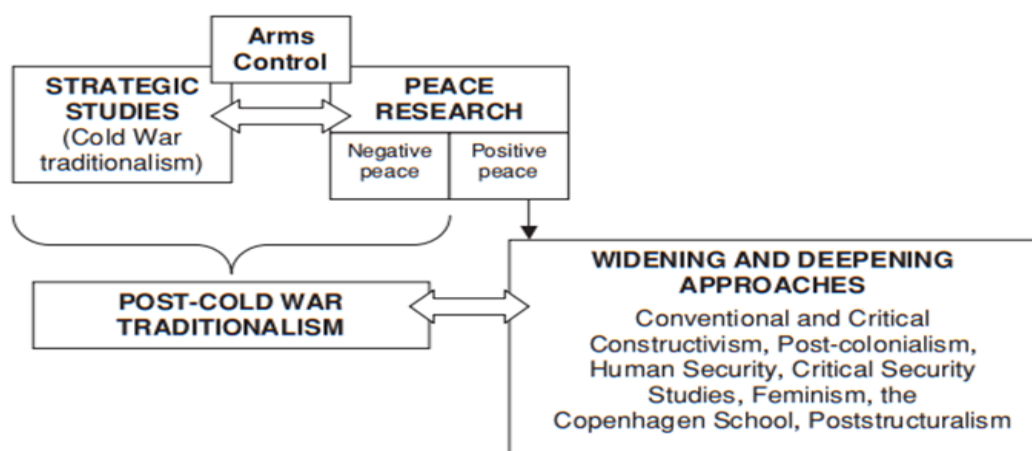 Arms
Control
STRATEGIC
STUDIES
(Cold War
traditionalism)
PEACE
RESEARCH
Negative
peace
Positive
peace
POST-COLD WAR
TRADITIONALISM
WIDENING AND DEEPENING
APPROACHES
Conventional and Critical
Constructivism, Post-colonialism,
Human Security, Critical Security
Studies, Feminism, the
Copenhagen School, Poststructuralism